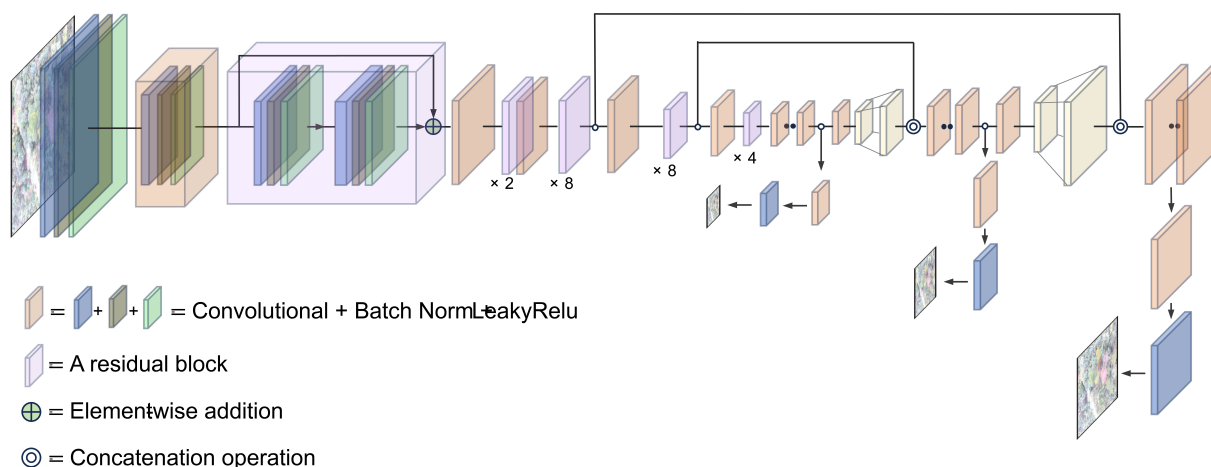 × 2
× 8
× 8
× 4
= + + = Convolutional + Batch Norm + LeakyRelu
= A residual block
= Elementwise addition
= Concatenation operation